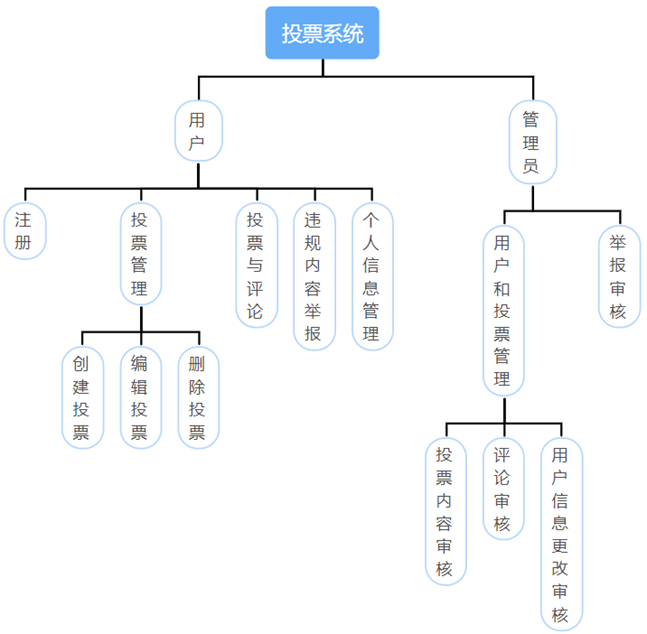 投票系统
用户
管理员
注册
投票管理
投票与评论
违规内容举报
个人信息管理
用户和投票管理
举报审核
创建投票
编辑投票
删除投票
投票内容审核
评论审核
用户信息更改审核